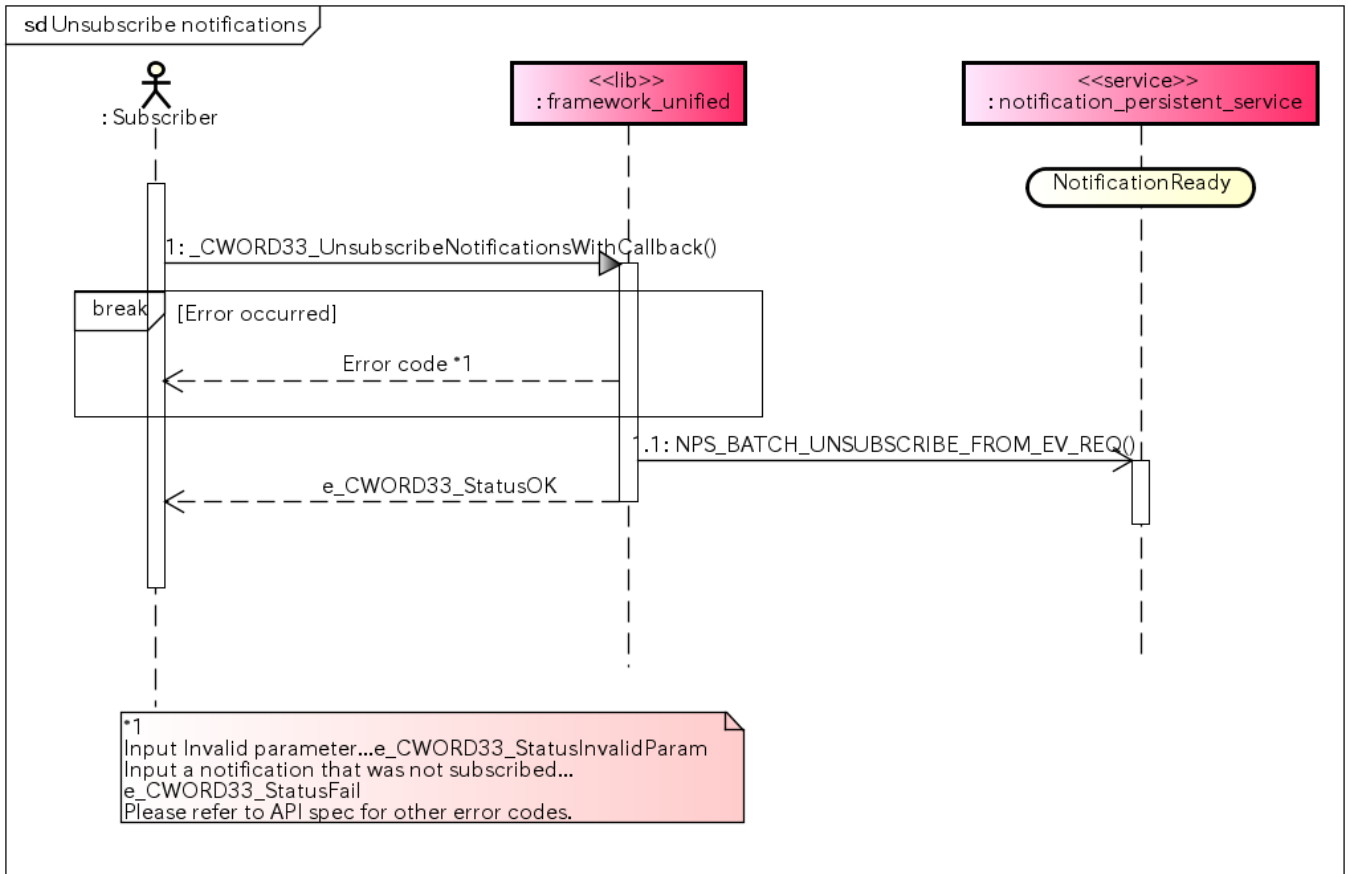 sd Unsubscribe notifications
: Subscriber
<<lib>>
: framework_unified
<<service>>
: notification_persistent_service
NotificationReady
1: _CWORD33_UnsubscribeNotificationsWithCallback()
break
[Error occurred]
Error code *1
1.1: NPS_BATCH_UNSUBSCRIBE_FROM_EV_REQ()
e_CWORD33_StatusOK
*1
Input Invalid parameter...e_CWORD33_StatusInvalidParam
Input a notification that was not subscribed...
e_CWORD33_StatusFail
Please refer to API spec for other error codes.